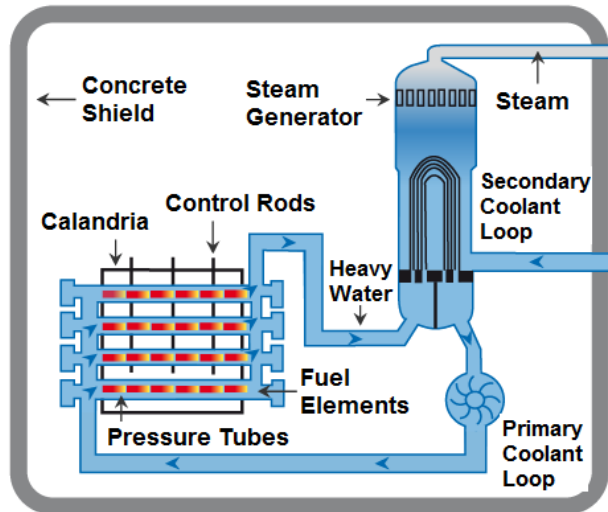 Concrete
Shield
Steam
Generator
Steam
Calandria
Control Rods
Secondary
Coolant
Loop
Heavy
Water
Fuel
Elements
Pressure Tubes
Primary
Coolant
Loop